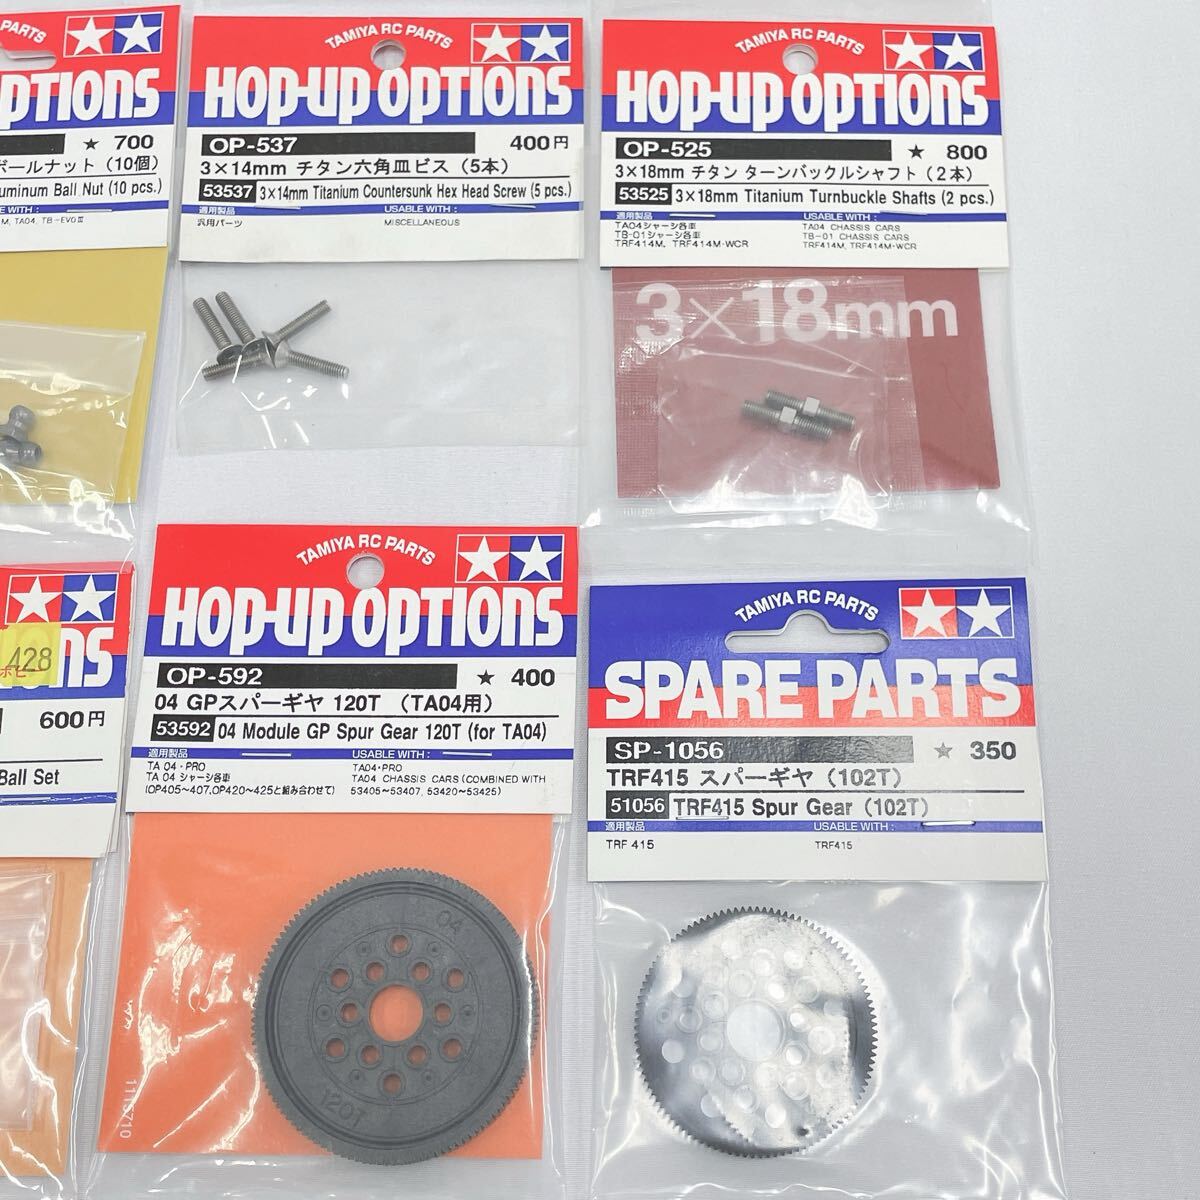 PARTS
OPTIONS
★ 700
ボールナット（10個）
uminum Ball Nut (10 pcs.)
USABLE WITH :
M, TA04, TB-EVOⅢ
TAMIYA RC PARTS
HOP-UP OPTIONS
OP-537 400円
3×14mm チタン六角皿ビス（5本）
53537 3×14mm Titanium Countersunk Hex Head Screw (5 pcs.)
適用製品 USABLE WITH :
汎用パーツ MISCELLANEOUS
TAMIYA RC PARTS
HOP-UP OPTIONS
OP-525 ★ 800
3×18mm チタン ターンバックルシャフト（2本）
53525 3×18mm Titanium Turnbuckle Shafts (2 pcs.)
適用製品 USABLE WITH :
TA04シャーシ各車 TA04 CHASSIS CARS
TB-01シャーシ各車 TB-01 CHASSIS CARS
TRF414M, TRF414M-WCR TRF414M, TRF414M-WCR
3×18mm
428
ONS
600円
Ball Set
TAMIYA RC PARTS
HOP-UP OPTIONS
OP-592 ★ 400
04 GPスパーギヤ 120T （TA04用）
53592 04 Module GP Spur Gear 120T (for TA04)
適用製品 USABLE WITH :
TA 04・PRO TA04・PRO
TA 04 シャーシ各車 TA04 CHASSIS CARS (COMBINED WITH
(OP405～407, OP420～425と組み合わせて) 53405～53407, 53420～53425)
04
120T
1113710
TAMIYA RC PARTS
SPARE PARTS
SP-1056 ★ 350
TRF415 スパーギヤ（102T）
51056 TRF415 Spur Gear (102T)
適用製品 USABLE WITH :
TRF 415 TRF415